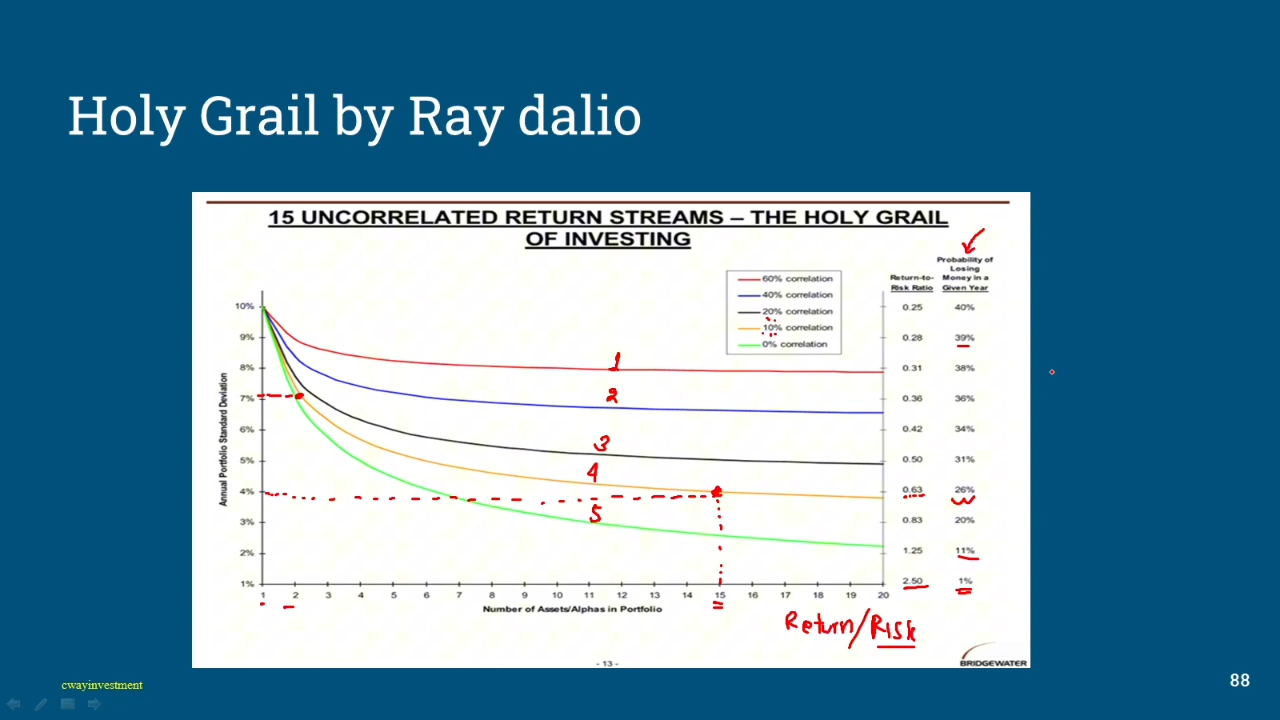 Holy Grail by Ray dalio
15 UNCORRELATED RETURN STREAMS – THE HOLY GRAIL
OF INVESTING
60% correlation
40% correlation
20% correlation
10% correlation
0% correlation
Return-to-
Risk Ratio
Probability of
Losing
Money in a
Given Year
10% 0.25 40%
9% 0.28 39%
8% 0.31 38%
7% 0.36 36%
6% 0.42 34%
5% 0.50 31%
4% 0.63 26%
3% 0.83 20%
2% 1.25 11%
1% 2.50 1%
Annual Portfolio Standard Deviation
1
2
3
4
5
1 2 3 4 5 6 7 8 9 10 11 12 13 14 15 16 17 18 19 20
Number of Assets/Alphas in Portfolio
Return/Risk
- 13 -
BRIDGEWATER
cwayinvestment
88